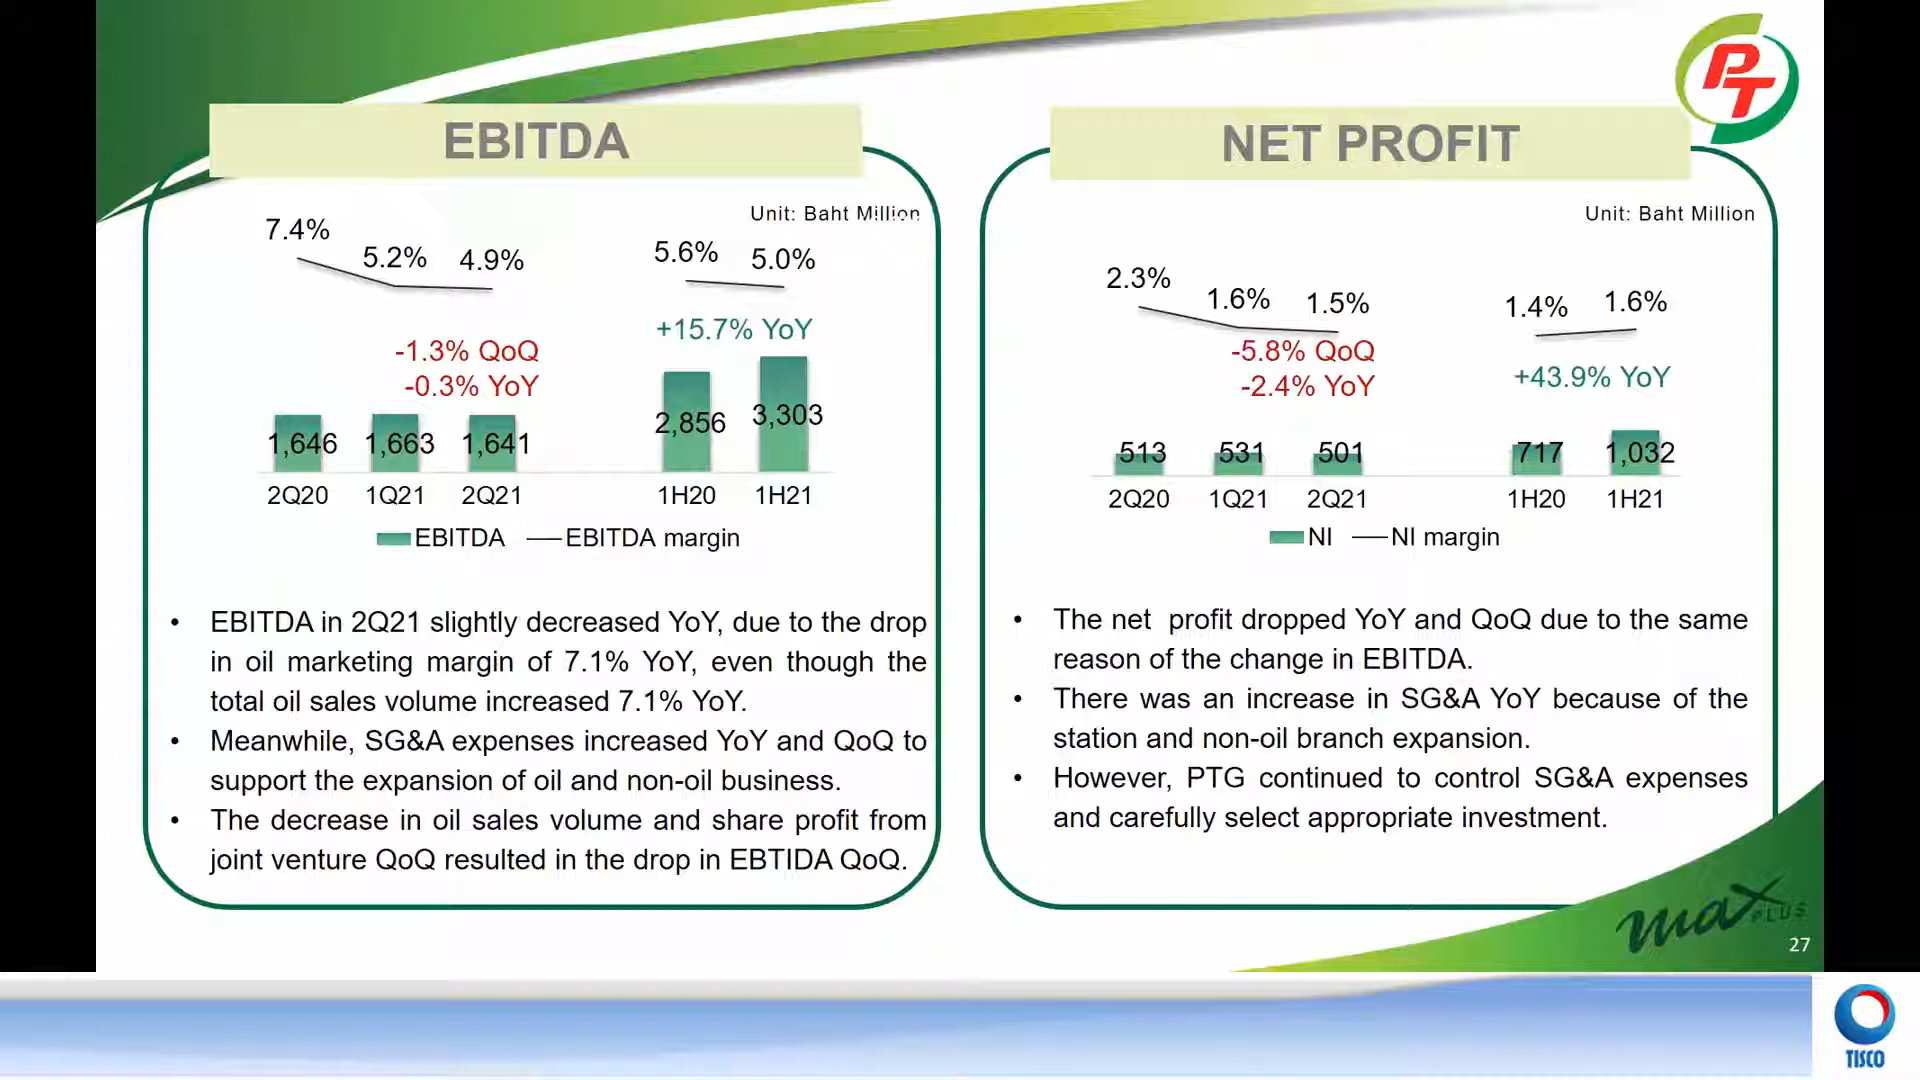 PT
EBITDA
Unit: Baht Million
7.4%
5.2%
4.9%
5.6%
5.0%
+15.7% YoY
-1.3% QoQ
-0.3% YoY
1,646
1,663
1,641
2,856
3,303
2Q20
1Q21
2Q21
1H20
1H21
EBITDA
EBITDA margin
• EBITDA in 2Q21 slightly decreased YoY, due to the drop
in oil marketing margin of 7.1% YoY, even though the
total oil sales volume increased 7.1% YoY.
• Meanwhile, SG&A expenses increased YoY and QoQ to
support the expansion of oil and non-oil business.
• The decrease in oil sales volume and share profit from
joint venture QoQ resulted in the drop in EBTIDA QoQ.
NET PROFIT
Unit: Baht Million
2.3%
1.6%
1.5%
1.4%
1.6%
-5.8% QoQ
-2.4% YoY
+43.9% YoY
513
531
501
717
1,032
2Q20
1Q21
2Q21
1H20
1H21
NI
NI margin
• The net profit dropped YoY and QoQ due to the same
reason of the change in EBITDA.
• There was an increase in SG&A YoY because of the
station and non-oil branch expansion.
• However, PTG continued to control SG&A expenses
and carefully select appropriate investment.
max PLUS
27
TISCO